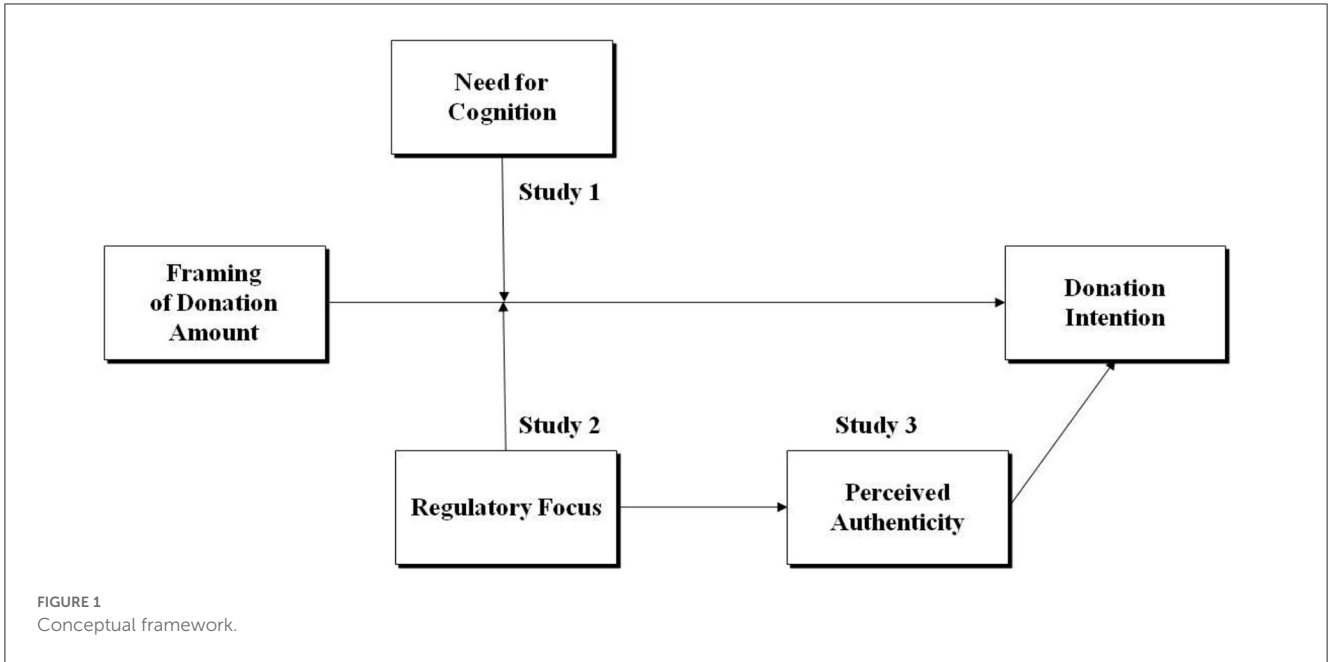 Need for
Cognition
Study 1
Framing
of Donation
Amount
Donation
Intention
Study 2
Study 3
Regulatory Focus
Perceived
Authenticity
FIGURE 1
Conceptual framework.